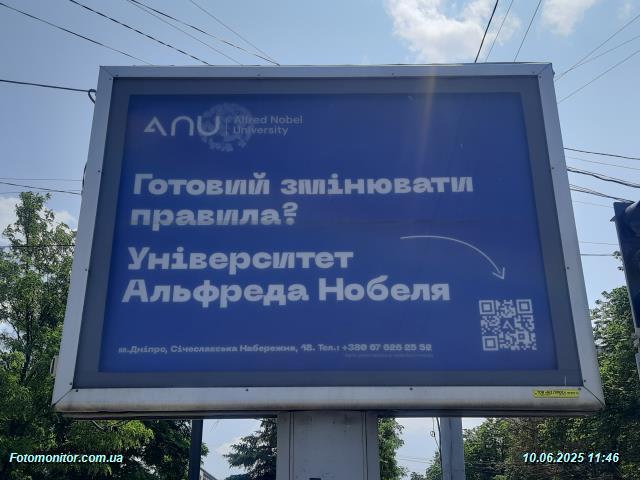 ANU
Alfred Nobel
University
Готовий змінювати
правила?
Університет
Альфреда Нобеля
м.Дніпро, Січеславська Набережна, 18. Тел.: +380 67 626 25 52
Fotomonitor.com.ua
10.06.2025 11:46